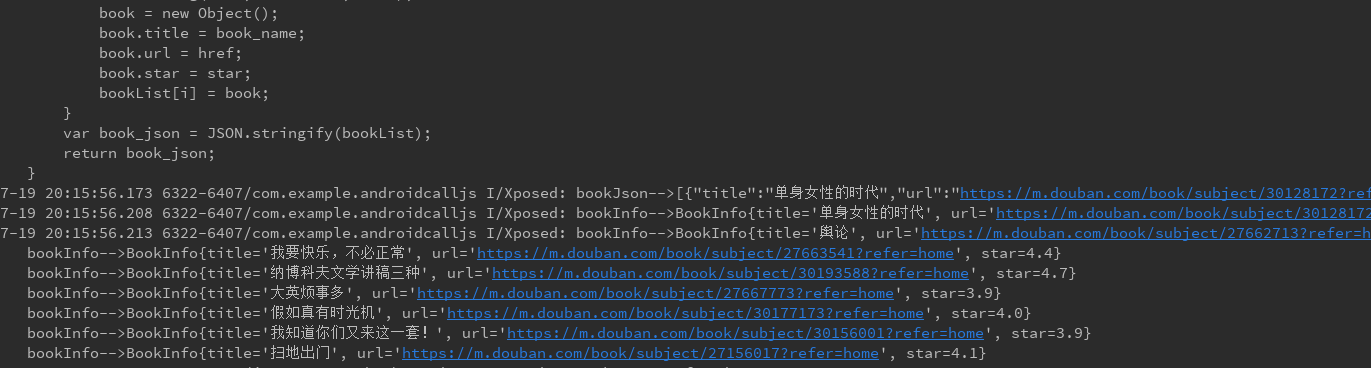 book = new Object();
book.title = book_name;
book.url = href;
book.star = star;
bookList[i] = book;
}
var book_json = JSON.stringify(bookList);
return book_json;
}
7-19 20:15:56.173 6322-6407/com.example.androidcalljs I/Xposed: bookJson-->[{"title":"单身女性的时代","url":"https://m.douban.com/book/subject/30128172?ref
7-19 20:15:56.208 6322-6407/com.example.androidcalljs I/Xposed: bookInfo-->BookInfo{title='单身女性的时代', url='https://m.douban.com/book/subject/30128172
7-19 20:15:56.213 6322-6407/com.example.androidcalljs I/Xposed: bookInfo-->BookInfo{title='舆论', url='https://m.douban.com/book/subject/27662713?refer=h
bookInfo-->BookInfo{title='我要快乐，不必正常', url='https://m.douban.com/book/subject/27663541?refer=home', star=4.4}
bookInfo-->BookInfo{title='纳博科夫文学讲稿三种', url='https://m.douban.com/book/subject/30193588?refer=home', star=4.7}
bookInfo-->BookInfo{title='大英烦事多', url='https://m.douban.com/book/subject/27667773?refer=home', star=3.9}
bookInfo-->BookInfo{title='假如真有时光机', url='https://m.douban.com/book/subject/30177173?refer=home', star=4.0}
bookInfo-->BookInfo{title='我知道你们又来这一套！', url='https://m.douban.com/book/subject/30156001?refer=home', star=3.9}
bookInfo-->BookInfo{title='扫地出门', url='https://m.douban.com/book/subject/27156017?refer=home', star=4.1}